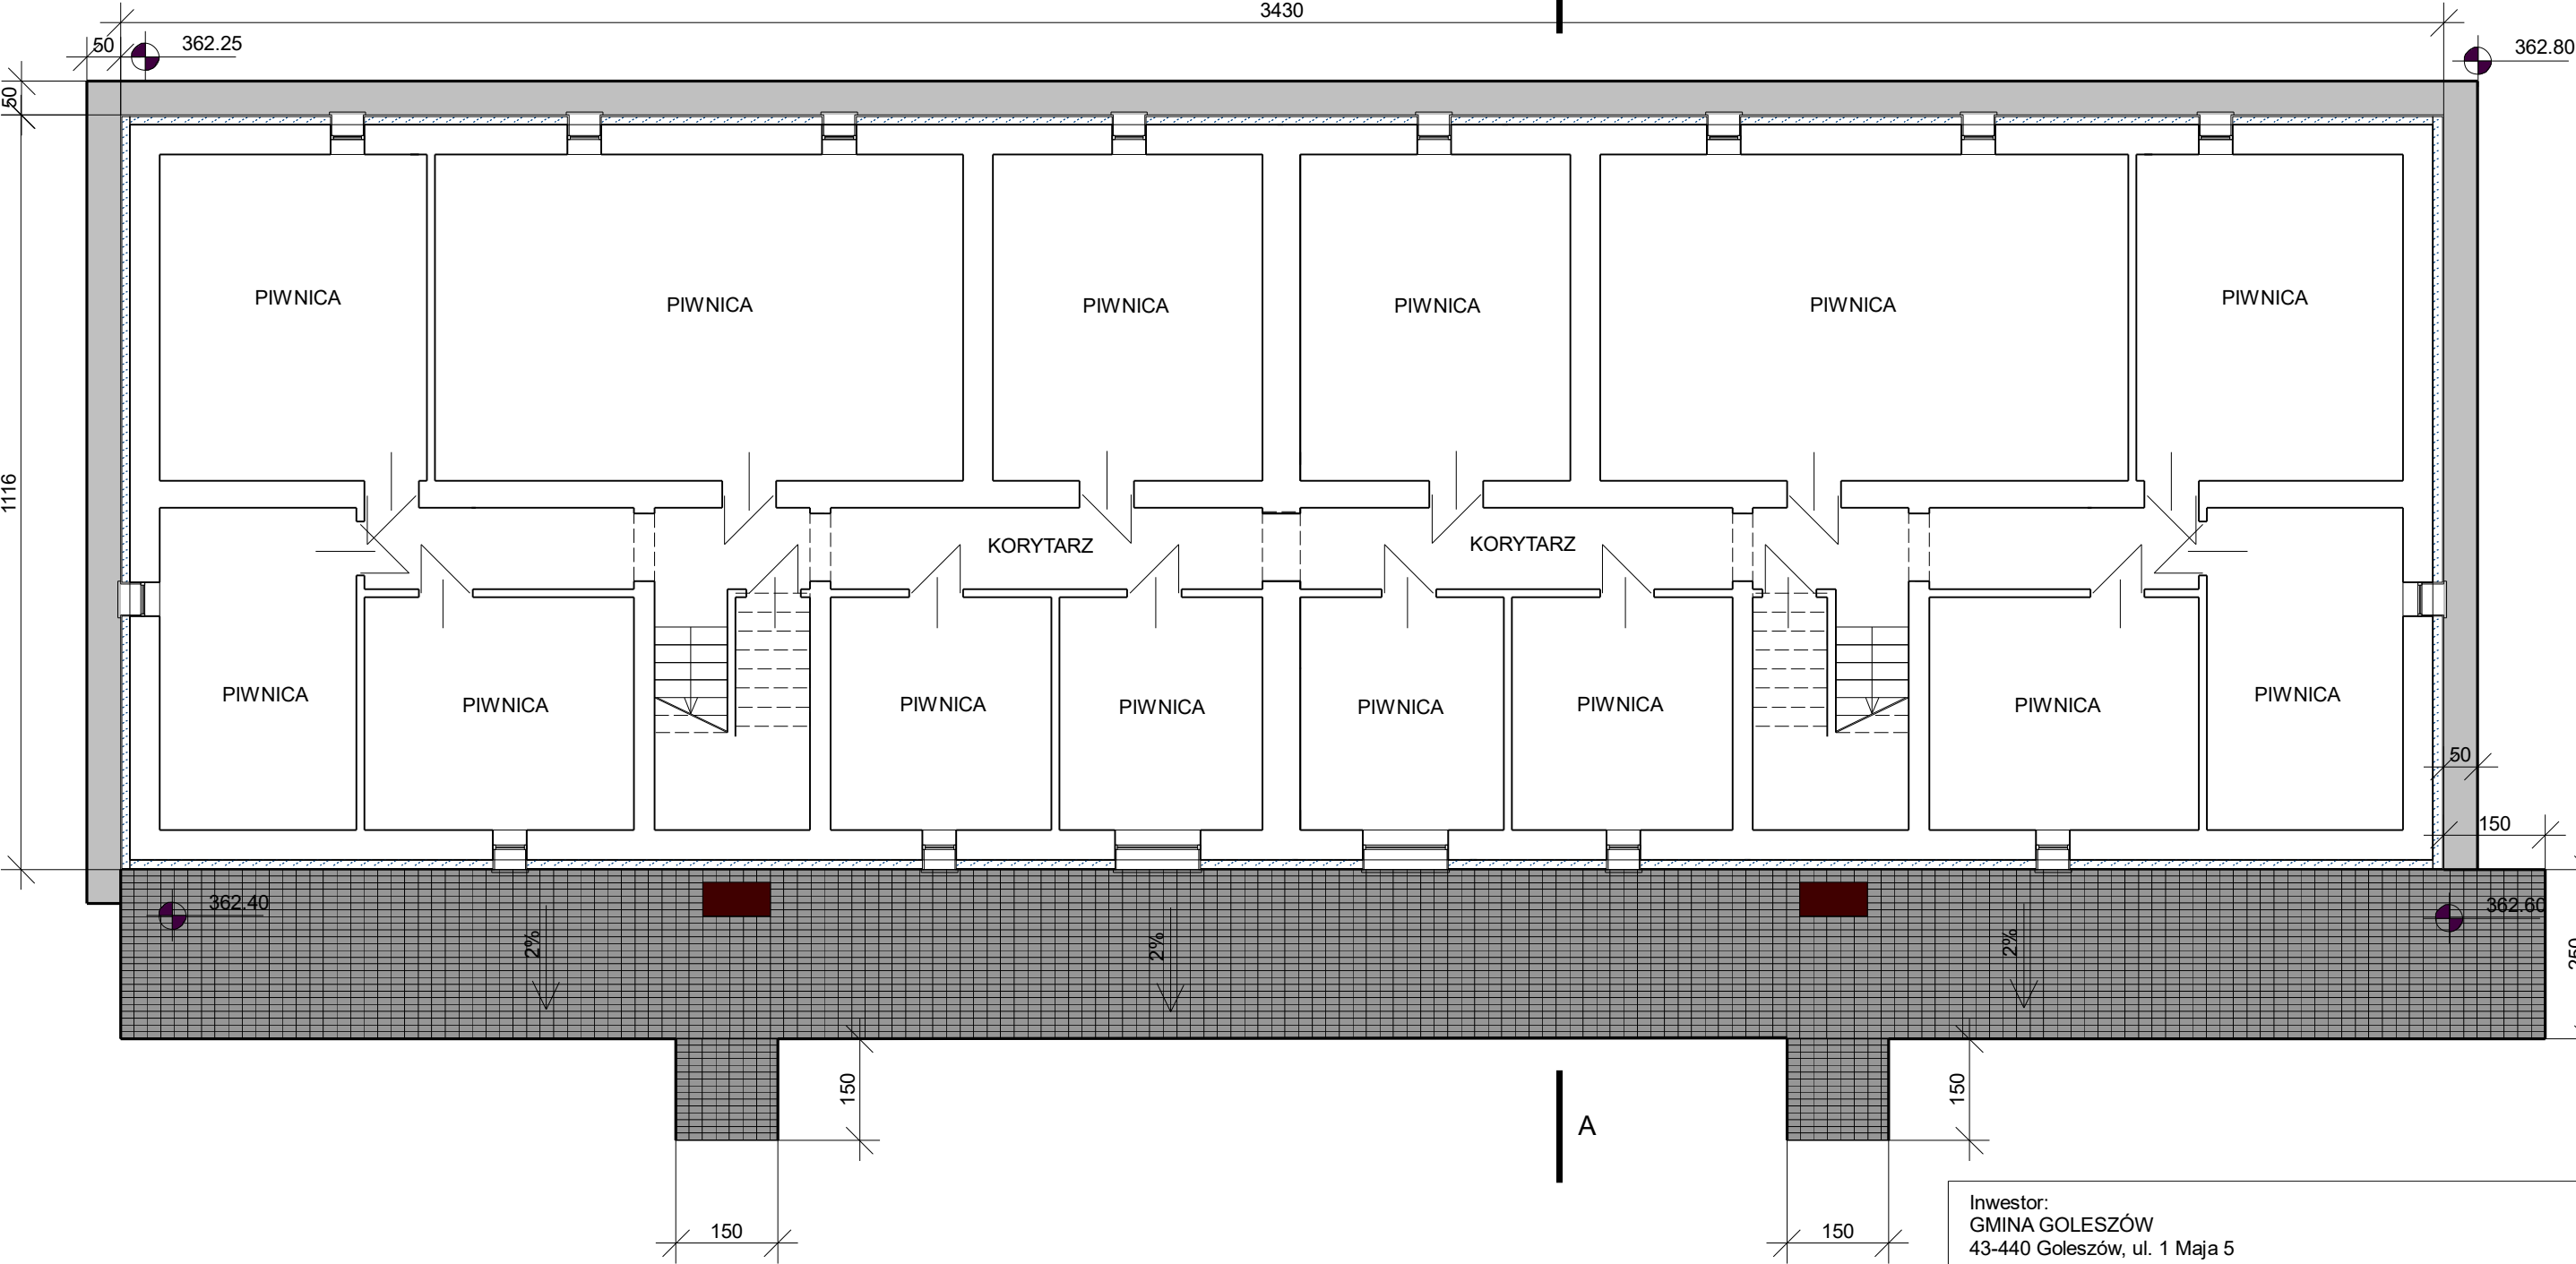 3430
50
362.25
362.80
50
PIWNICA
PIWNICA
PIWNICA
PIWNICA
PIWNICA
PIWNICA
1116
KORYTARZ
KORYTARZ
PIWNICA
PIWNICA
PIWNICA
PIWNICA
PIWNICA
PIWNICA
PIWNICA
PIWNICA
50
150
362.40
362.60
2%
2%
2%
250
150
150
A
150
150
Inwestor:
GMINA GOLESZÓW
43-440 Goleszów, ul. 1 Maja 5